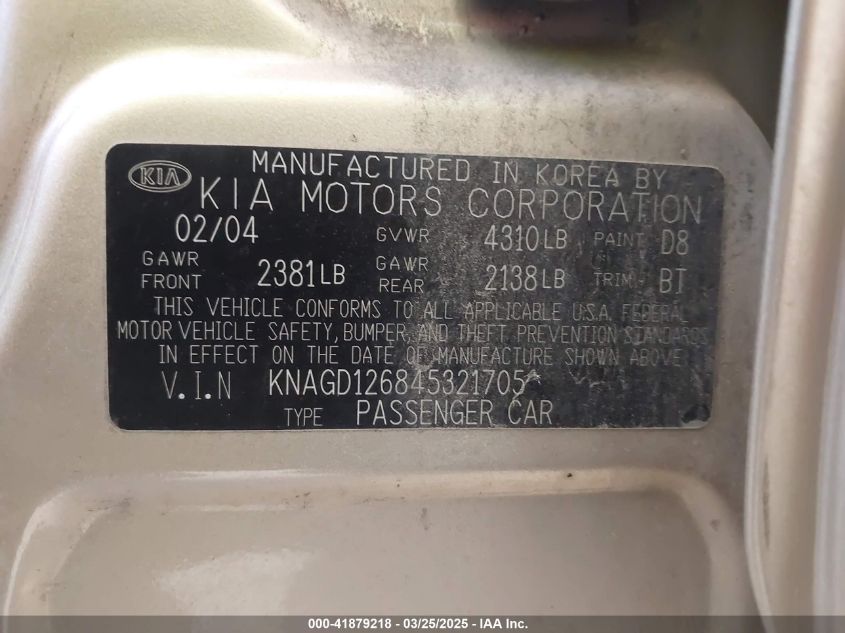 MANUFACTURED IN KOREA BY
KIA
KIA MOTORS CORPORATION
02/04 GVWR 4310LB PAINT D8
GAWR FRONT 2381LB GAWR REAR 2138LB TRIM BT
THIS VEHICLE CONFORMS TO ALL APPLICABLE U.S.A. FEDERAL
MOTOR VEHICLE SAFETY, BUMPER, AND THEFT PREVENTION STANDARDS
IN EFFECT ON THE DATE OF MANUFACTURE SHOWN ABOVE
V.I.N KNAGD126845321705
TYPE PASSENGER CAR
000-41879218 - 03/25/2025 - IAA Inc.